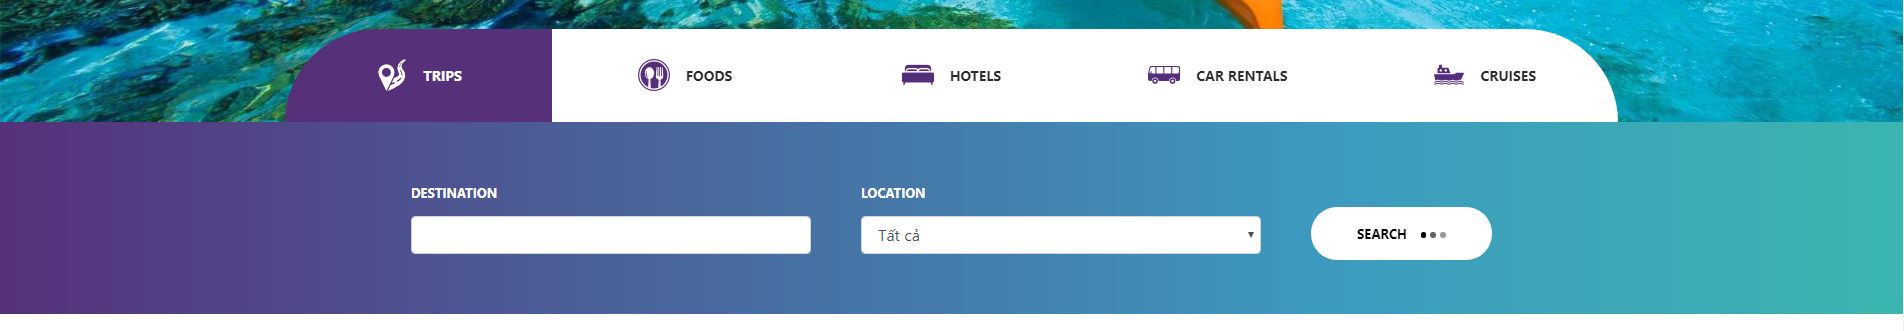 TRIPS
FOODS
HOTELS
CAR RENTALS
CRUISES
DESTINATION
LOCATION
Tất cả
SEARCH